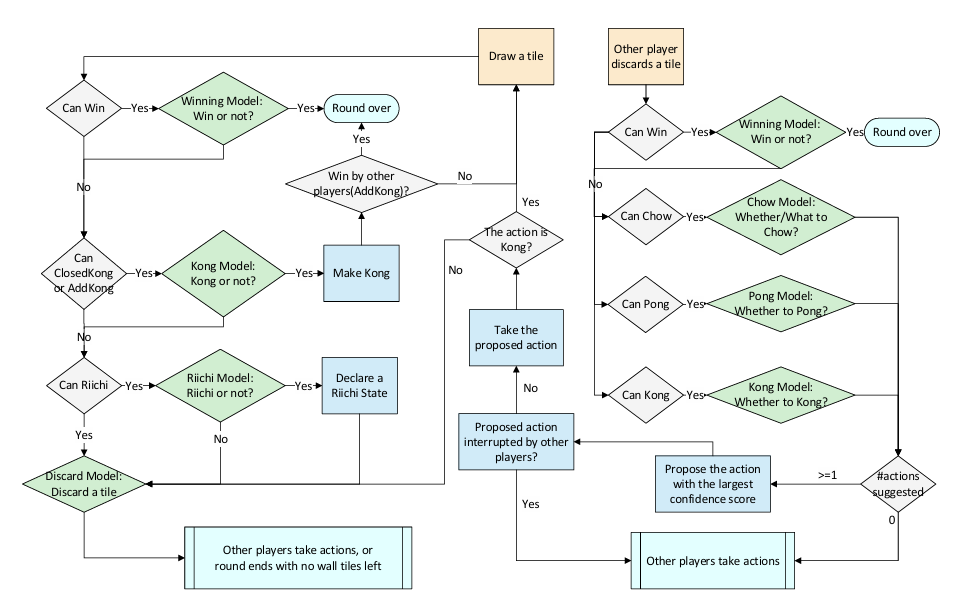 Draw a tile
Other player
discards a tile
Can Win
Yes
Winning Model:
Win or not?
Yes
Round over
Can Win
Yes
Winning Model:
Win or not?
Yes
Round over
Yes
No
Win by other
players(AddKong)?
No
No
Can Chow
Yes
Chow Model:
Whether/What to
Chow?
Yes
The action is
Kong?
No
Can
ClosedKong
or AddKong
Yes
Kong Model:
Kong or not?
Yes
Make Kong
Can Pong
Yes
Pong Model:
Whether to Pong?
Take the
proposed action
No
No
Can Riichi
Yes
Riichi Model:
Riichi or not?
Yes
Declare a
Riichi State
Can Kong
Yes
Kong Model:
Whether to Kong?
Yes
No
Proposed action
interrupted by other
players?
Propose the action
with the largest
confidence score
>=1
#actions
suggested
0
Discard Model:
Discard a tile
Yes
Other players take actions, or
round ends with no wall tiles left
Other players take actions